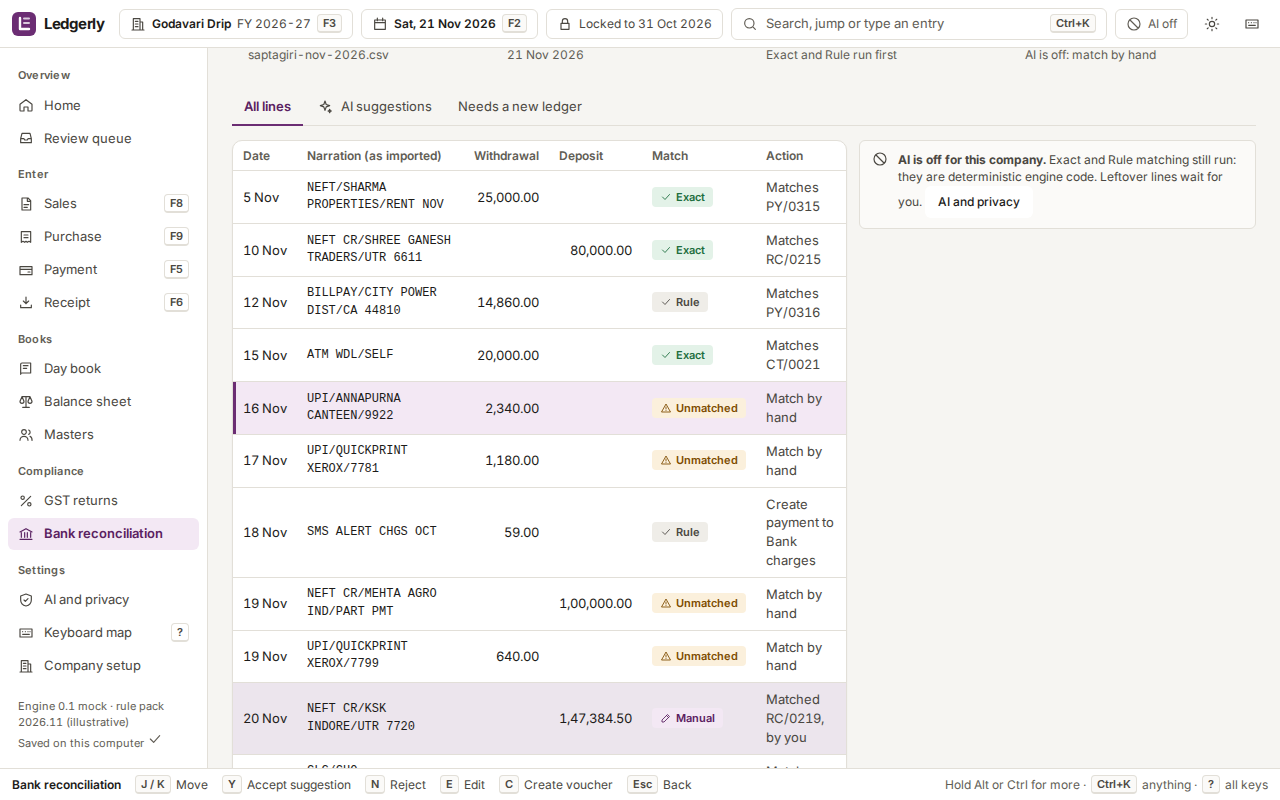 Ledgerly
Godavari Drip FY 2026-27 F3
Sat, 21 Nov 2026 F2
Locked to 31 Oct 2026
Search, jump or type an entry Ctrl+K
AI off
Overview
Home
Review queue
Enter
Sales F8
Purchase F9
Payment F5
Receipt F6
Books
Day book
Balance sheet
Masters
Compliance
GST returns
Bank reconciliation
Settings
AI and privacy
Keyboard map ?
Company setup
Engine 0.1 mock · rule pack
2026.11 (illustrative)
Saved on this computer
saptagiri-nov-2026.csv 21 Nov 2026 Exact and Rule run first AI is off: match by hand
All lines AI suggestions Needs a new ledger
Date Narration (as imported) Withdrawal Deposit Match Action
5 Nov NEFT/SHARMA PROPERTIES/RENT NOV 25,000.00 Exact Matches PY/0315
10 Nov NEFT CR/SHREE GANESH TRADERS/UTR 6611 80,000.00 Exact Matches RC/0215
12 Nov BILLPAY/CITY POWER DIST/CA 44810 14,860.00 Rule Matches PY/0316
15 Nov ATM WDL/SELF 20,000.00 Exact Matches CT/0021
16 Nov UPI/ANNAPURNA CANTEEN/9922 2,340.00 Unmatched Match by hand
17 Nov UPI/QUICKPRINT XEROX/7781 1,180.00 Unmatched Match by hand
18 Nov SMS ALERT CHGS OCT 59.00 Rule Create payment to Bank charges
19 Nov NEFT CR/MEHTA AGRO IND/PART PMT 1,00,000.00 Unmatched Match by hand
19 Nov UPI/QUICKPRINT XEROX/7799 640.00 Unmatched Match by hand
20 Nov NEFT CR/KSK INDORE/UTR 7720 1,47,384.50 Manual Matched RC/0219, by you
AI is off for this company. Exact and Rule matching still run:
they are deterministic engine code. Leftover lines wait for
you. AI and privacy
Bank reconciliation J / K Move Y Accept suggestion N Reject E Edit C Create voucher Esc Back
Hold Alt or Ctrl for more · Ctrl+K anything · ? all keys